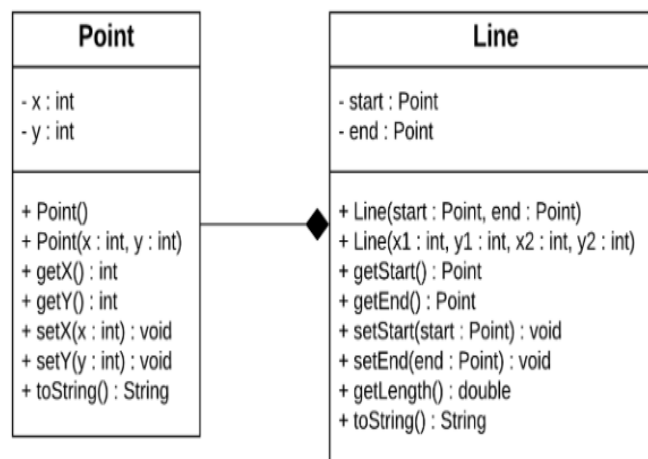 Point
- x : int
- y : int
+ Point()
+ Point(x : int, y : int)
+ getX() : int
+ getY() : int
+ setX(x : int) : void
+ setY(y : int) : void
+ toString() : String
Line
- start : Point
- end : Point
+ Line(start : Point, end : Point)
+ Line(x1 : int, y1 : int, x2 : int, y2 : int)
+ getStart() : Point
+ getEnd() : Point
+ setStart(start : Point) : void
+ setEnd(end : Point) : void
+ getLength() : double
+ toString() : String